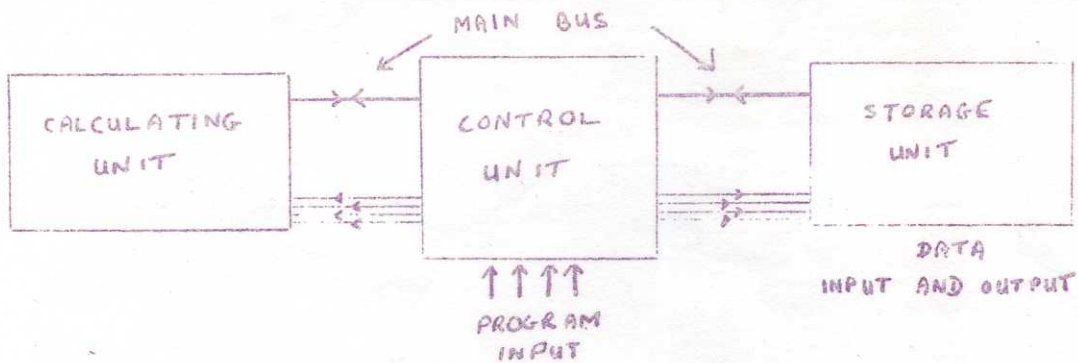 MAIN BUS
CALCULATING
UNIT
CONTROL
UNIT
STORAGE
UNIT
DATA
INPUT AND OUTPUT
PROGRAM
INPUT